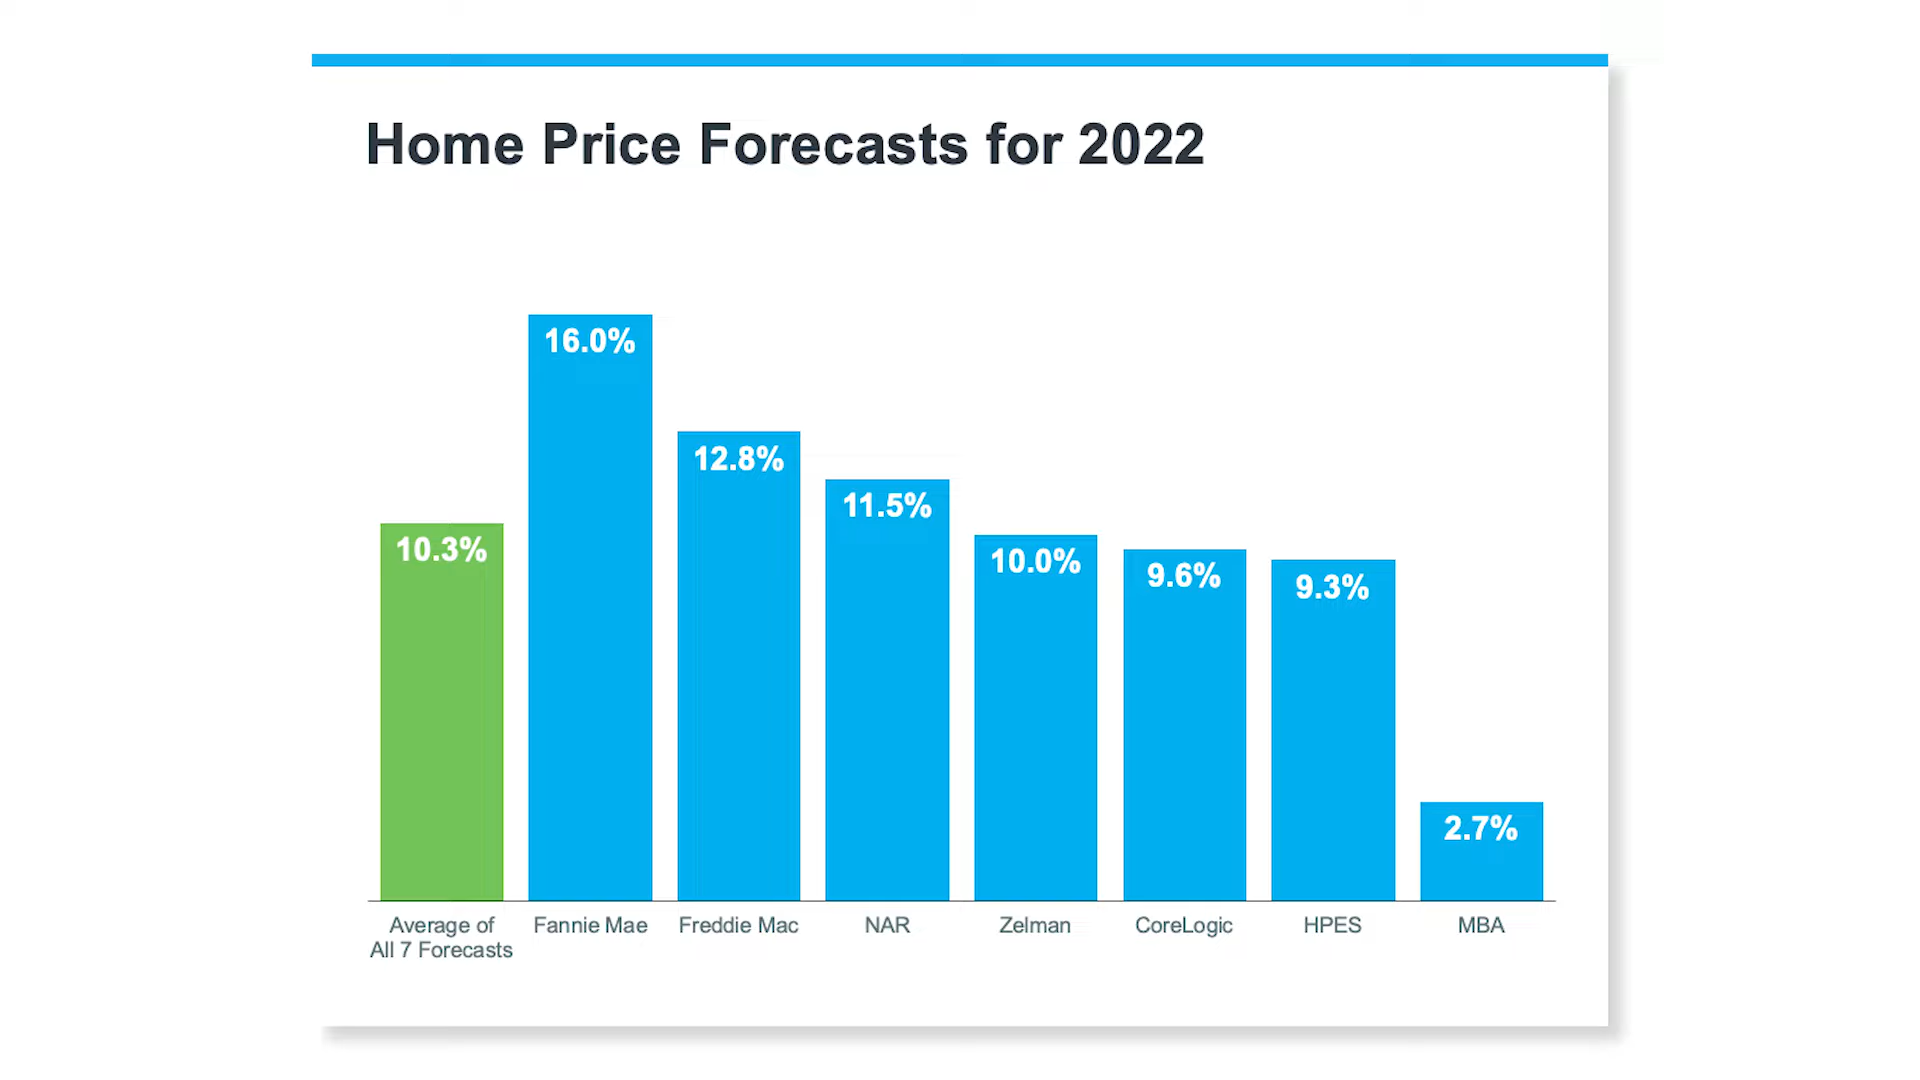 Home Price Forecasts for 2022
16.0%
12.8%
11.5%
10.3%
10.0%
9.6%
9.3%
2.7%
Average of
All 7 Forecasts
Fannie Mae
Freddie Mac
NAR
Zelman
CoreLogic
HPES
MBA